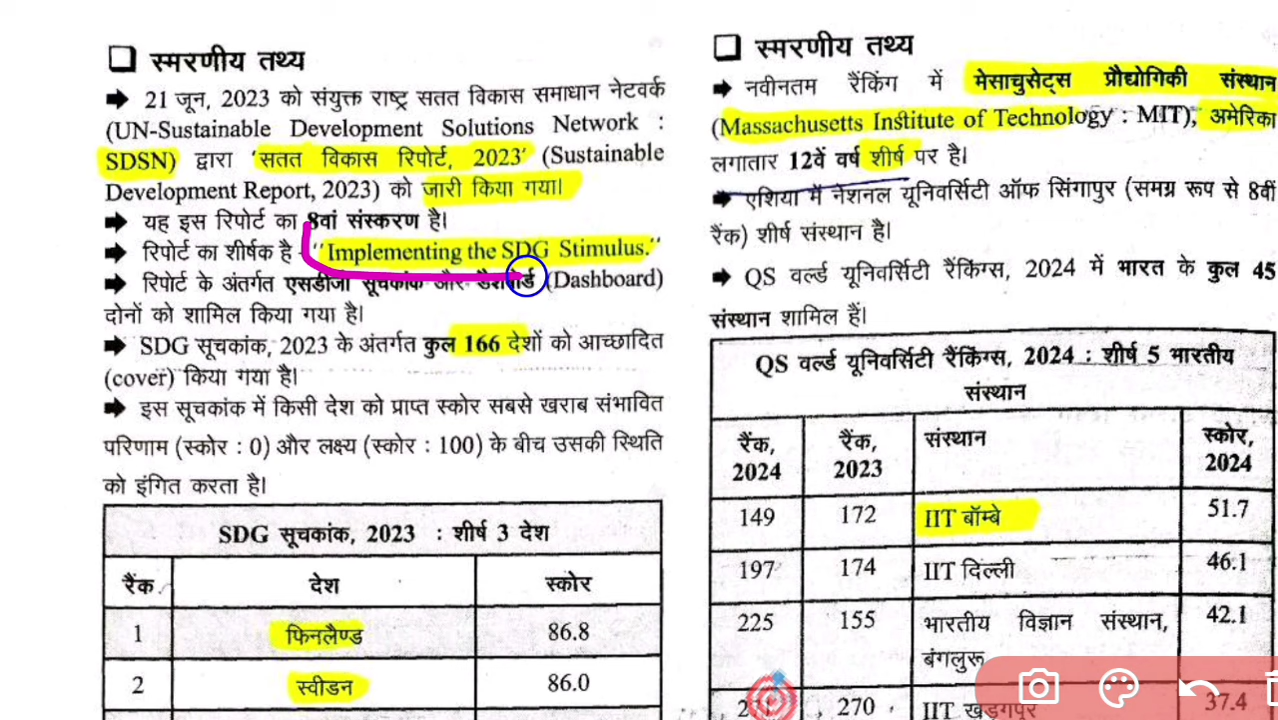 ❑ स्मरणीय तथ्य
➡ 21 जून, 2023 को संयुक्त राष्ट्र सतत विकास समाधान नेटवर्क
(UN-Sustainable Development Solutions Network :
SDSN) द्वारा 'सतत विकास रिपोर्ट, 2023' (Sustainable
Development Report, 2023) को जारी किया गया।
➡ यह इस रिपोर्ट का 8वां संस्करण है।
➡ रिपोर्ट का शीर्षक है - "Implementing the SDG Stimulus."
➡ रिपोर्ट के अंतर्गत एसडीजी सूचकांक और डैशबोर्ड (Dashboard)
दोनों को शामिल किया गया है।
➡ SDG सूचकांक, 2023 के अंतर्गत कुल 166 देशों को आच्छादित
(cover) किया गया है।
➡ इस सूचकांक में किसी देश को प्राप्त स्कोर सबसे खराब संभावित
परिणाम (स्कोर : 0) और लक्ष्य (स्कोर : 100) के बीच उसकी स्थिति
को इंगित करता है।
SDG सूचकांक, 2023 : शीर्ष 3 देश
रैंक देश स्कोर
1 फिनलैण्ड 86.8
2 स्वीडन 86.0
❑ स्मरणीय तथ्य
➡ नवीनतम रैंकिंग में मेसाचुसेट्स प्रौद्योगिकी संस्थान
(Massachusetts Institute of Technology : MIT), अमेरिका
लगातार 12वें वर्ष शीर्ष पर है।
➡ एशिया में नेशनल यूनिवर्सिटी ऑफ सिंगापुर (समग्र रूप से 8वीं
रैंक) शीर्ष संस्थान है।
➡ QS वर्ल्ड यूनिवर्सिटी रैंकिंग्स, 2024 में भारत के कुल 45
संस्थान शामिल हैं।
QS वर्ल्ड यूनिवर्सिटी रैंकिंग्स, 2024 : शीर्ष 5 भारतीय
संस्थान
रैंक, 2024 रैंक, 2023 संस्थान स्कोर, 2024
149 172 IIT बॉम्बे 51.7
197 174 IIT दिल्ली 46.1
225 155 भारतीय विज्ञान संस्थान, 42.1
बंगलुरू
270 IIT खड़गपुर 37.4